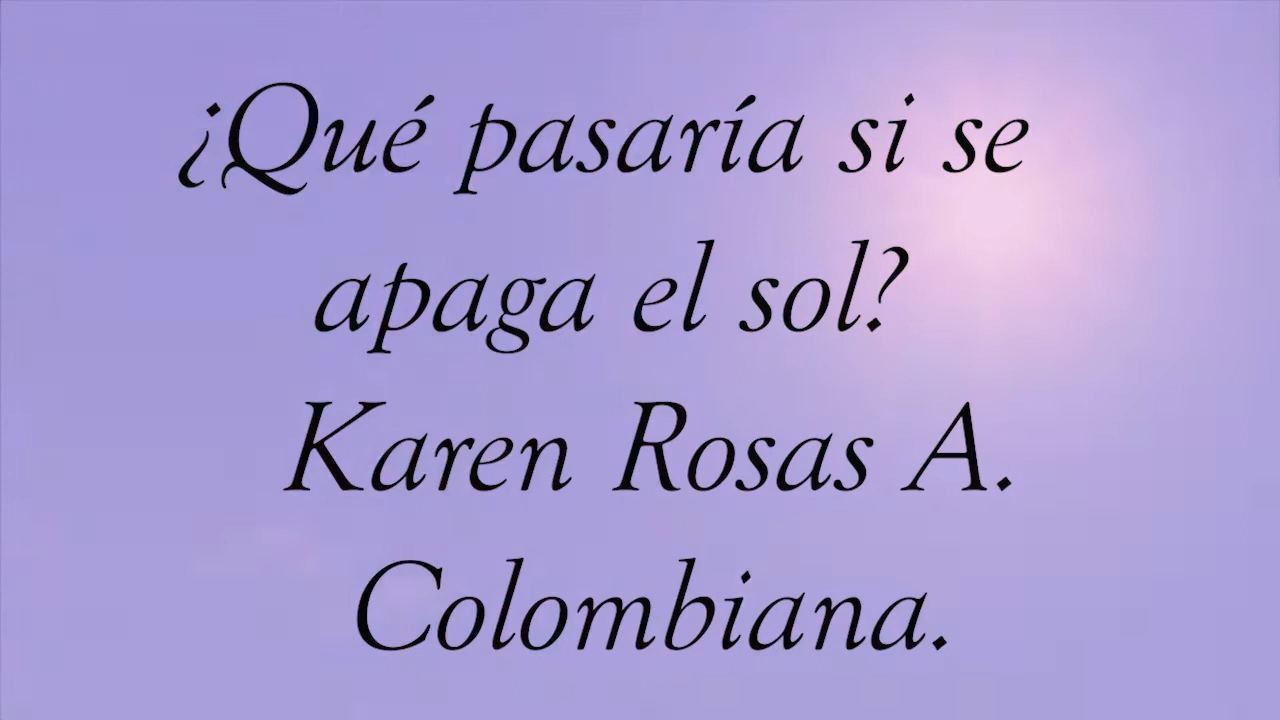 ¿Qué pasaría si se
apaga el sol?
Karen Rosas A.
Colombiana.